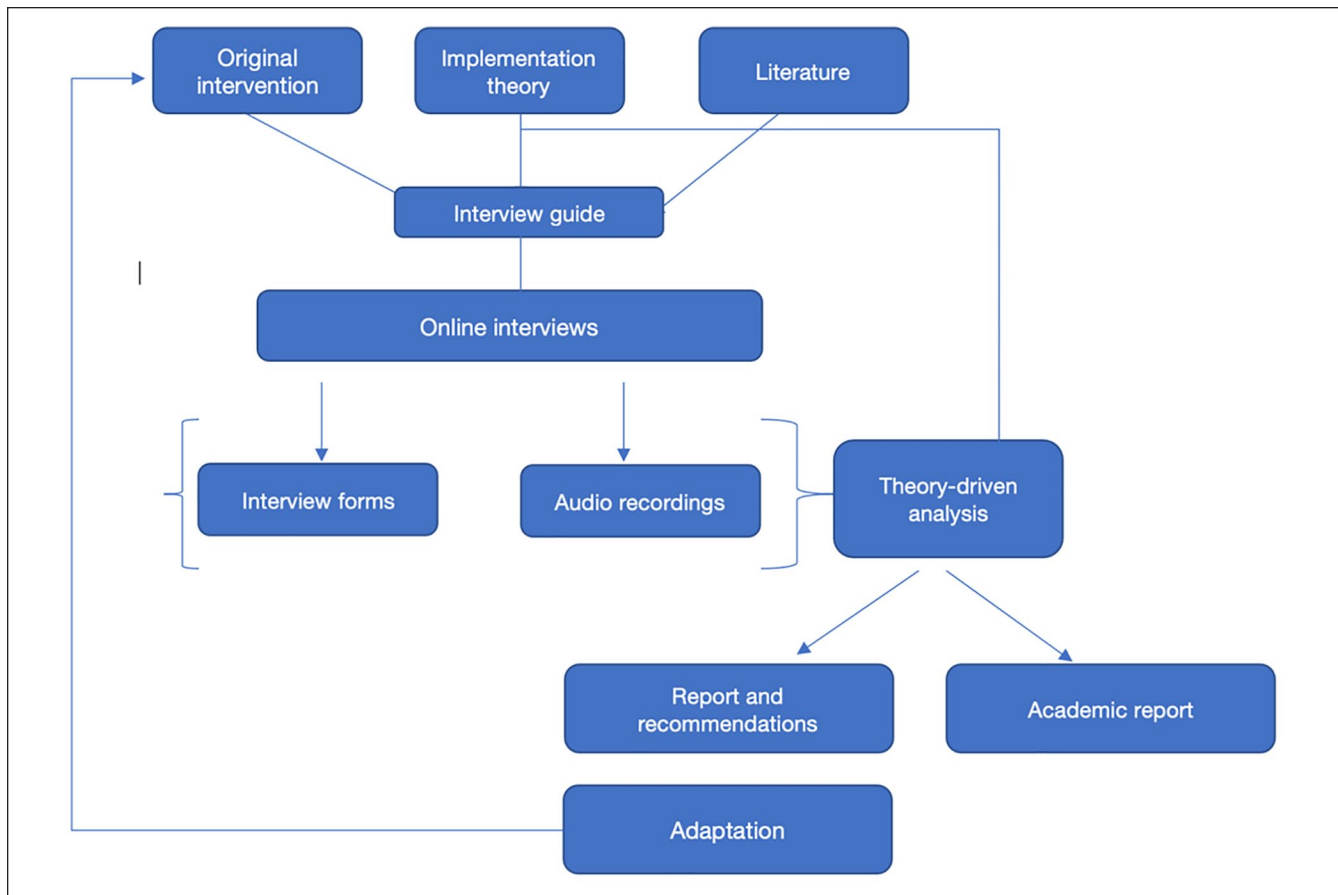 Original
intervention
Implementation
theory
Literature
Interview guide
Online interviews
Interview forms
Audio recordings
Theory-driven
analysis
Report and
recommendations
Academic report
Adaptation